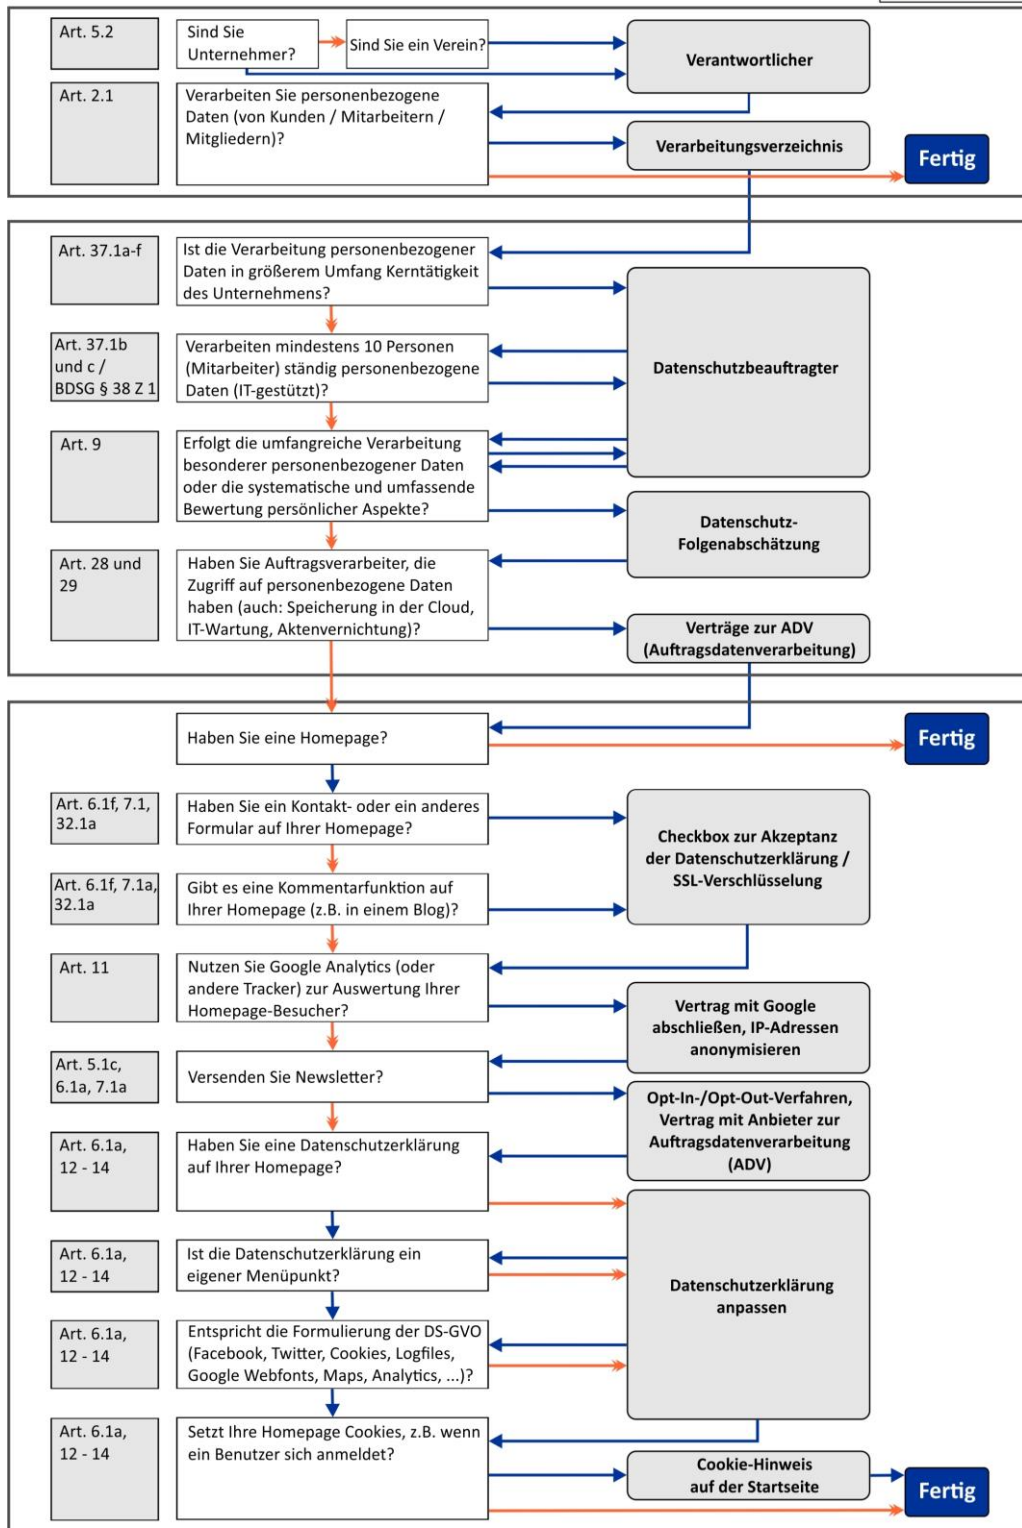 Art. 5.2
Sind Sie
Unternehmer?
Sind Sie ein Verein?
Verantwortlicher
Art. 2.1
Verarbeiten Sie personenbezogene
Daten (von Kunden / Mitarbeitern /
Mitgliedern)?
Verarbeitungsverzeichnis
Fertig
Art. 37.1a-f
Ist die Verarbeitung personenbezogener
Daten in größerem Umfang Kerntätigkeit
des Unternehmens?
Art. 37.1b
und c /
BDSG § 38 Z 1
Verarbeiten mindestens 10 Personen
(Mitarbeiter) ständig personenbezogene
Daten (IT-gestützt)?
Datenschutzbeauftragter
Art. 9
Erfolgt die umfangreiche Verarbeitung
besonderer personenbezogener Daten
oder die systematische und umfassende
Bewertung persönlicher Aspekte?
Datenschutz-
Folgenabschätzung
Art. 28 und
29
Haben Sie Auftragsverarbeiter, die
Zugriff auf personenbezogene Daten
haben (auch: Speicherung in der Cloud,
IT-Wartung, Aktenvernichtung)?
Verträge zur ADV
(Auftragsdatenverarbeitung)
Haben Sie eine Homepage?
Fertig
Art. 6.1f, 7.1,
32.1a
Haben Sie ein Kontakt- oder ein anderes
Formular auf Ihrer Homepage?
Checkbox zur Akzeptanz
der Datenschutzerklärung /
SSL-Verschlüsselung
Art. 6.1f, 7.1a,
32.1a
Gibt es eine Kommentarfunktion auf
Ihrer Homepage (z.B. in einem Blog)?
Art. 11
Nutzen Sie Google Analytics (oder
andere Tracker) zur Auswertung Ihrer
Homepage-Besucher?
Vertrag mit Google
abschließen, IP-Adressen
anonymisieren
Art. 5.1c,
6.1a, 7.1a
Versenden Sie Newsletter?
Opt-In-/Opt-Out-Verfahren,
Vertrag mit Anbieter zur
Auftragsdatenverarbeitung
(ADV)
Art. 6.1a,
12 - 14
Haben Sie eine Datenschutzerklärung
auf Ihrer Homepage?
Art. 6.1a,
12 - 14
Ist die Datenschutzerklärung ein
eigener Menüpunkt?
Datenschutzerklärung
anpassen
Art. 6.1a,
12 - 14
Entspricht die Formulierung der DS-GVO
(Facebook, Twitter, Cookies, Logfiles,
Google Webfonts, Maps, Analytics, ...)?
Art. 6.1a,
12 - 14
Setzt Ihre Homepage Cookies, z.B. wenn
ein Benutzer sich anmeldet?
Cookie-Hinweis
auf der Startseite
Fertig